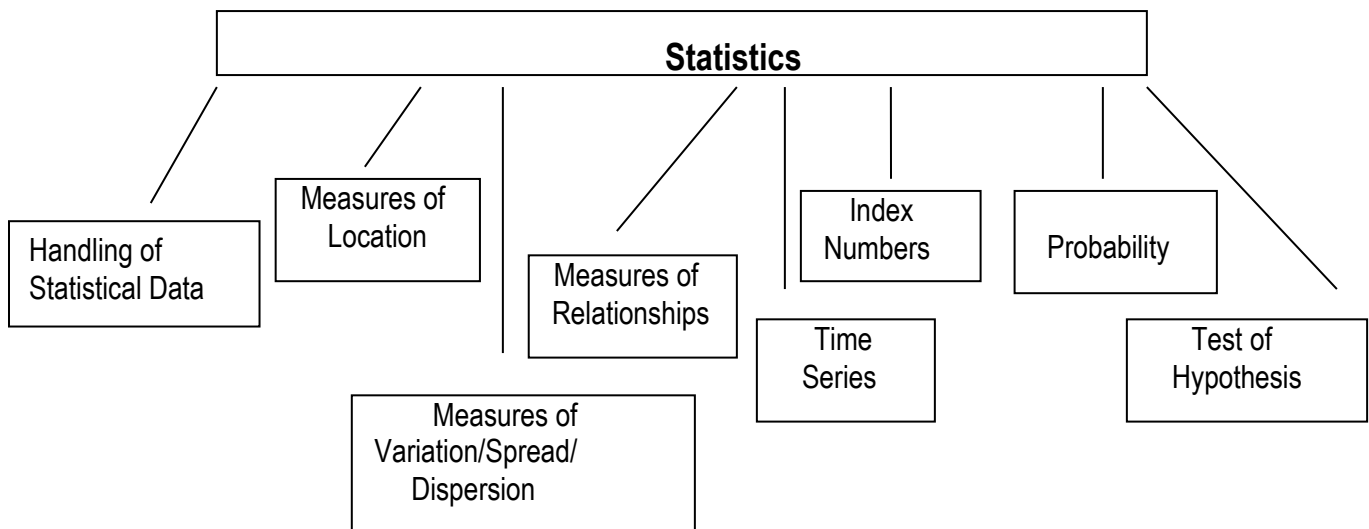 Statistics
Handling of
Statistical Data
Measures of
Location
Measures of
Variation/Spread/
Dispersion
Measures of
Relationships
Time
Series
Index
Numbers
Probability
Test of
Hypothesis